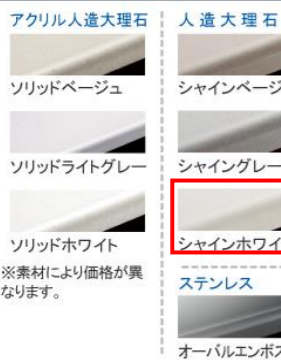 アクリル人造大理石
ソリッドベージュ
ソリッドライトグレー
ソリッドホワイト
※素材により価格が異
なります。
人造大理石
シャインベージ
シャイングレー
シャインホワイ
ステンレス
オーバルエンボス